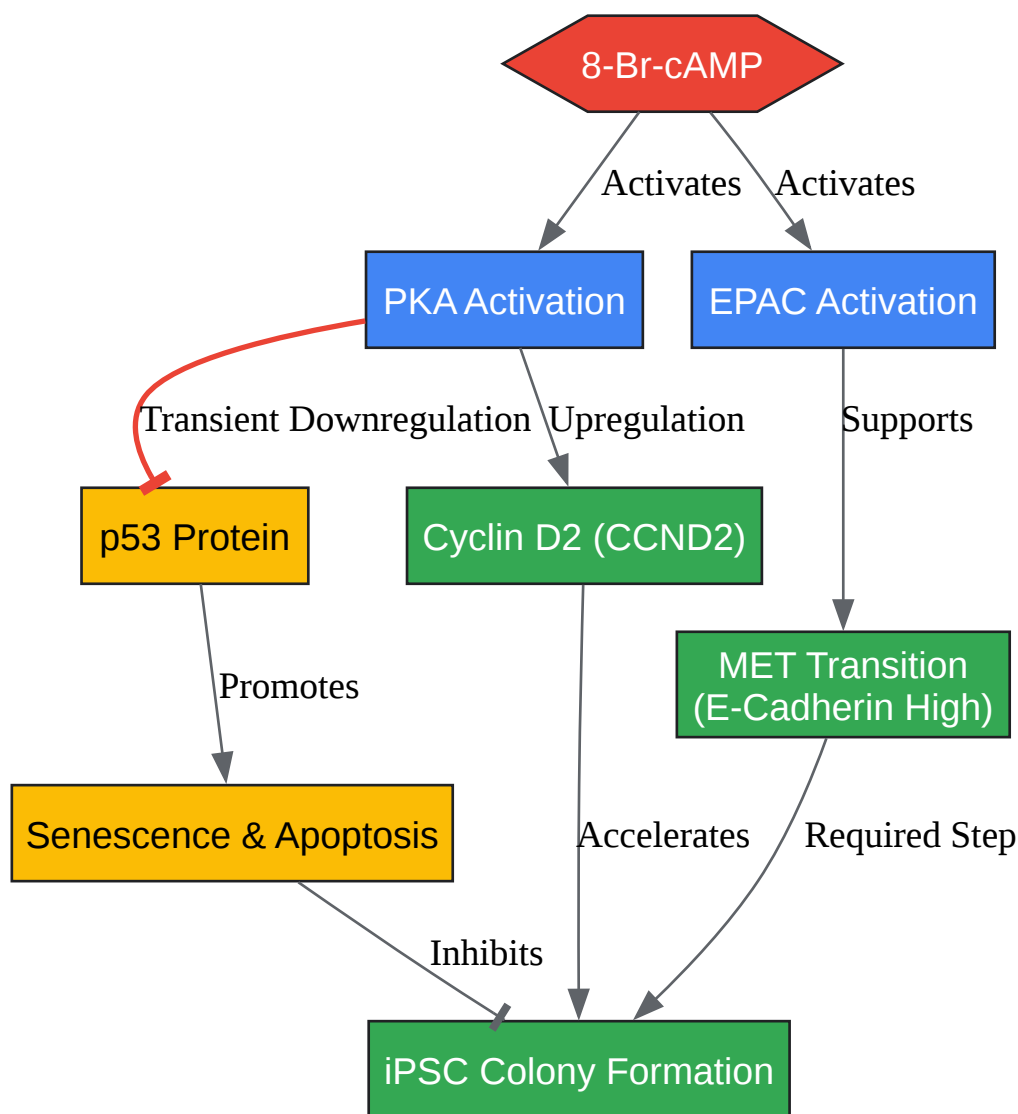 8-Br-cAMP
Activates
Activates
PKA Activation
EPAC Activation
Transient Downregulation
Upregulation
Supports
p53 Protein
Cyclin D2 (CCND2)
MET Transition
(E-Cadherin High)
Promotes
Senescence & Apoptosis
Accelerates
Required Step
Inhibits
iPSC Colony Formation